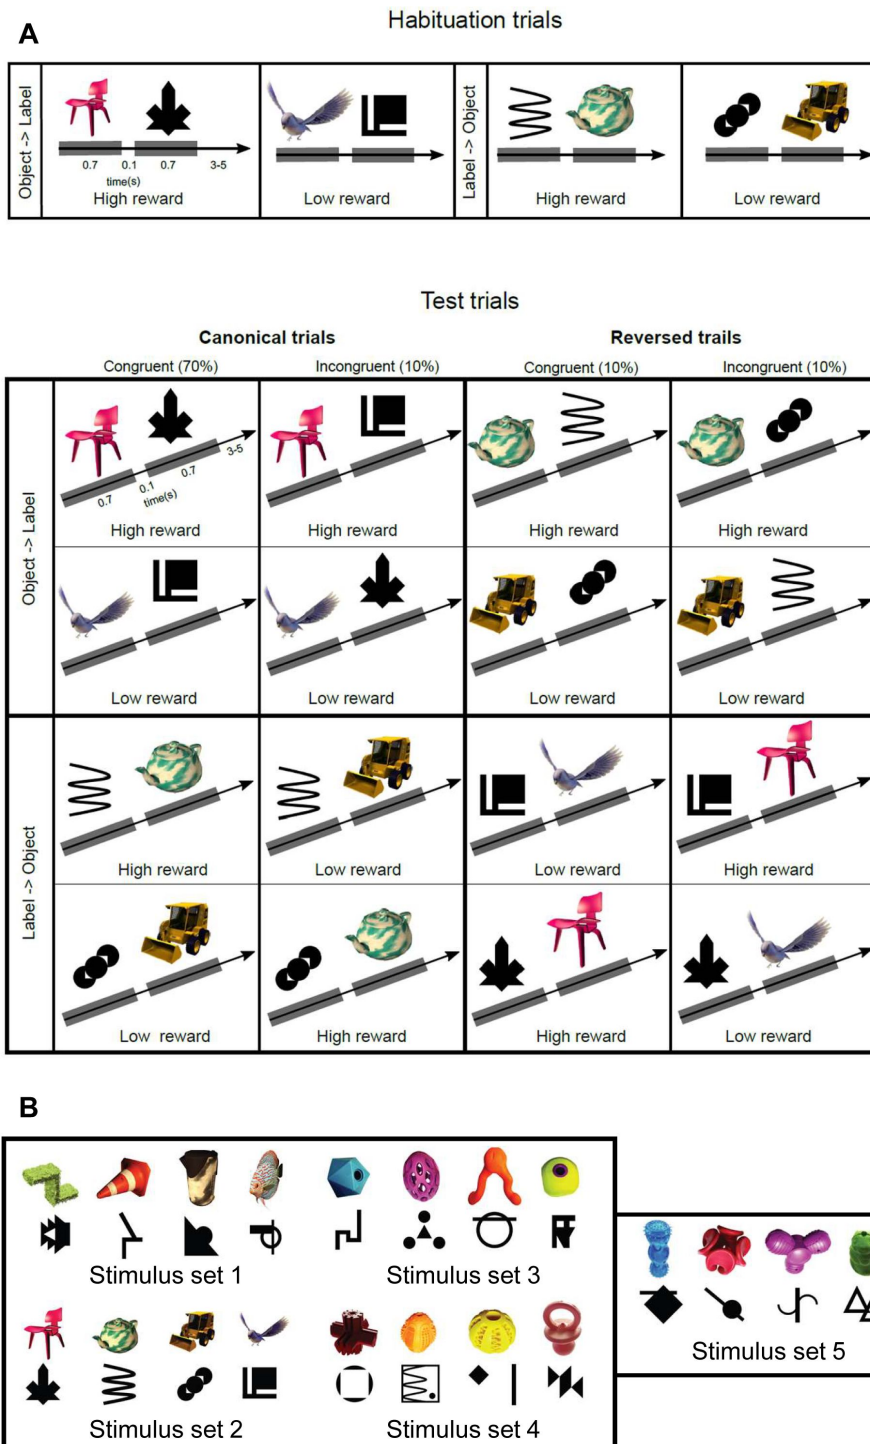 A
Habituation trials
Object -> Label
0.7 0.1 0.7 3-5
time(s)
High reward
Low reward
Label -> Object
High reward
Low reward
Test trials
Canonical trials
Reversed trails
Congruent (70%)
Incongruent (10%)
Congruent (10%)
Incongruent (10%)
Object -> Label
0.7 0.1 0.7 3-5
time(s)
High reward
High reward
High reward
High reward
Low reward
Low reward
Low reward
Low reward
Label -> Object
High reward
Low reward
Low reward
High reward
Low reward
High reward
High reward
Low reward
B
Stimulus set 1
Stimulus set 3
Stimulus set 5
Stimulus set 2
Stimulus set 4